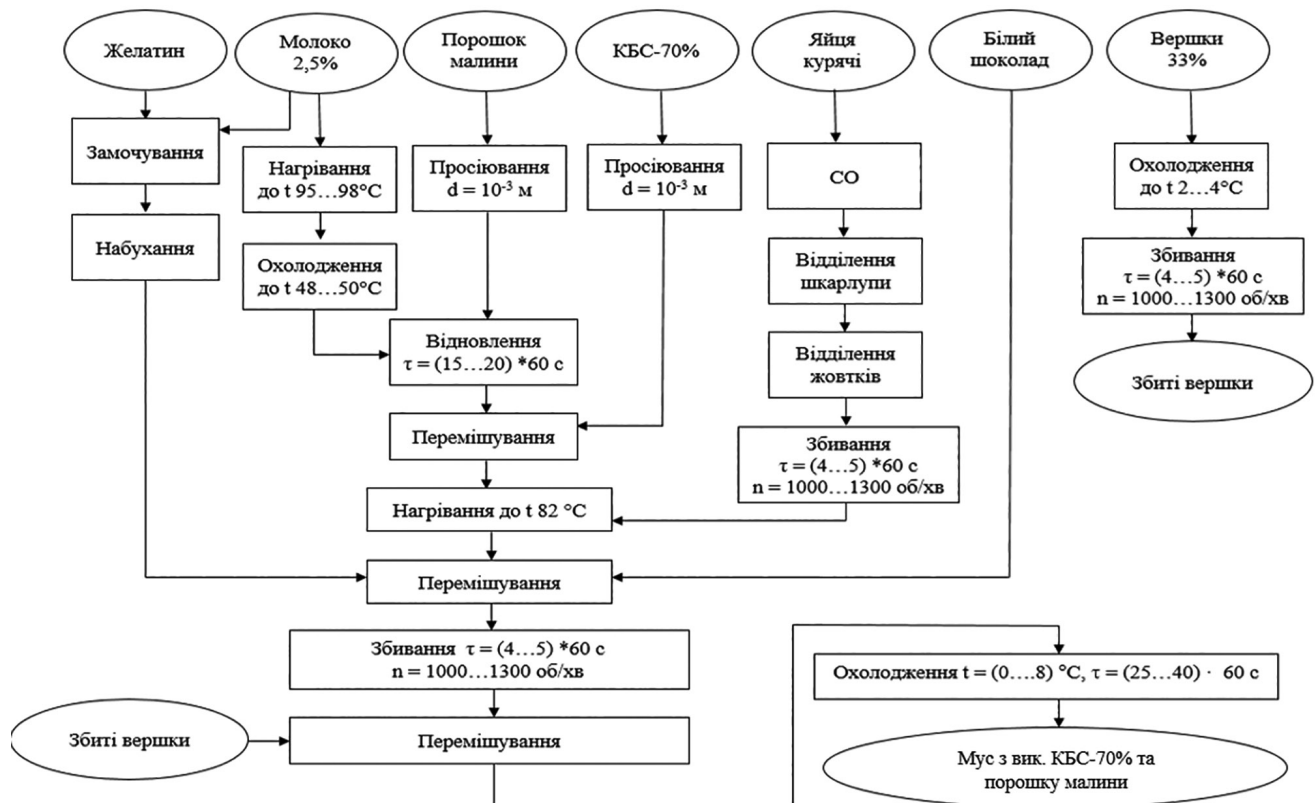 Желатин
Молоко
2,5%
Порошок
малини
КБС-70%
Яйця
курячі
Білий
шоколад
Вершки
33%
Замочування
Нагрівання
до t 95…98°С
Просіювання
d = 10⁻³ м
Просіювання
d = 10⁻³ м
СО
Охолодження
до t 2…4°С
Набухання
Охолодження
до t 48…50°С
Відділення
шкарлупи
Збивання
τ = (4…5) *60 с
n = 1000…1300 об/хв
Відновлення
τ = (15…20) *60 с
Відділення
жовтків
Збиті вершки
Перемішування
Збивання
τ = (4…5) *60 с
n = 1000…1300 об/хв
Нагрівання до t 82 °С
Перемішування
Збивання τ = (4…5) *60 с
n = 1000…1300 об/хв
Охолодження t = (0….8) °С, τ = (25…40) · 60 с
Збиті вершки
Перемішування
Мус з вик. КБС-70% та
порошку малини